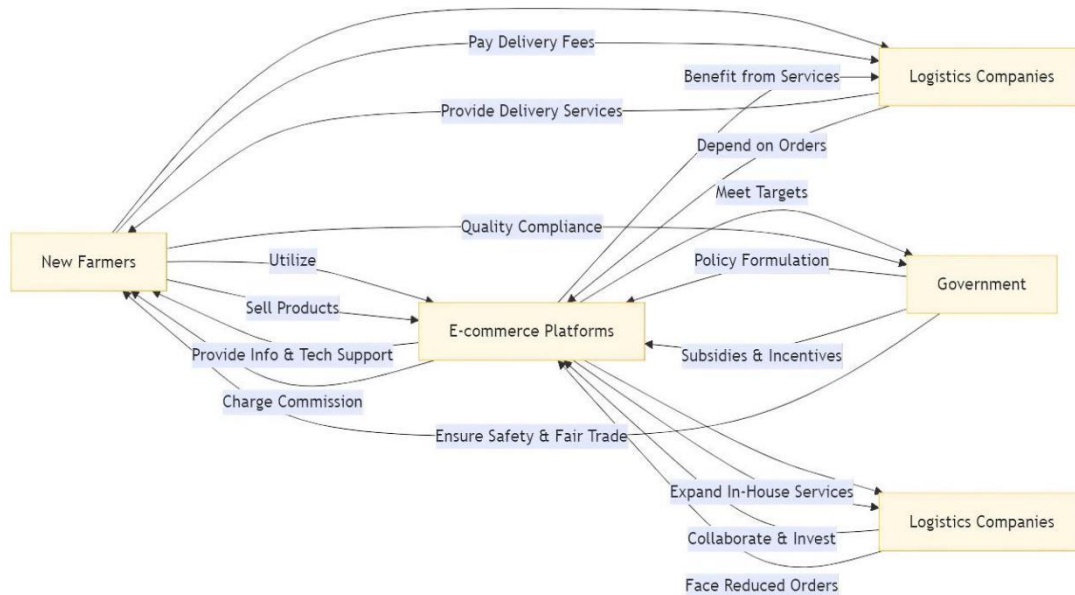 Pay Delivery Fees
Benefit from Services
Logistics Companies
Provide Delivery Services
Depend on Orders
Meet Targets
Quality Compliance
New Farmers
Utilize
Policy Formulation
Government
Sell Products
E-commerce Platforms
Provide Info & Tech Support
Subsidies & Incentives
Charge Commission
Ensure Safety & Fair Trade
Expand In-House Services
Logistics Companies
Collaborate & Invest
Face Reduced Orders